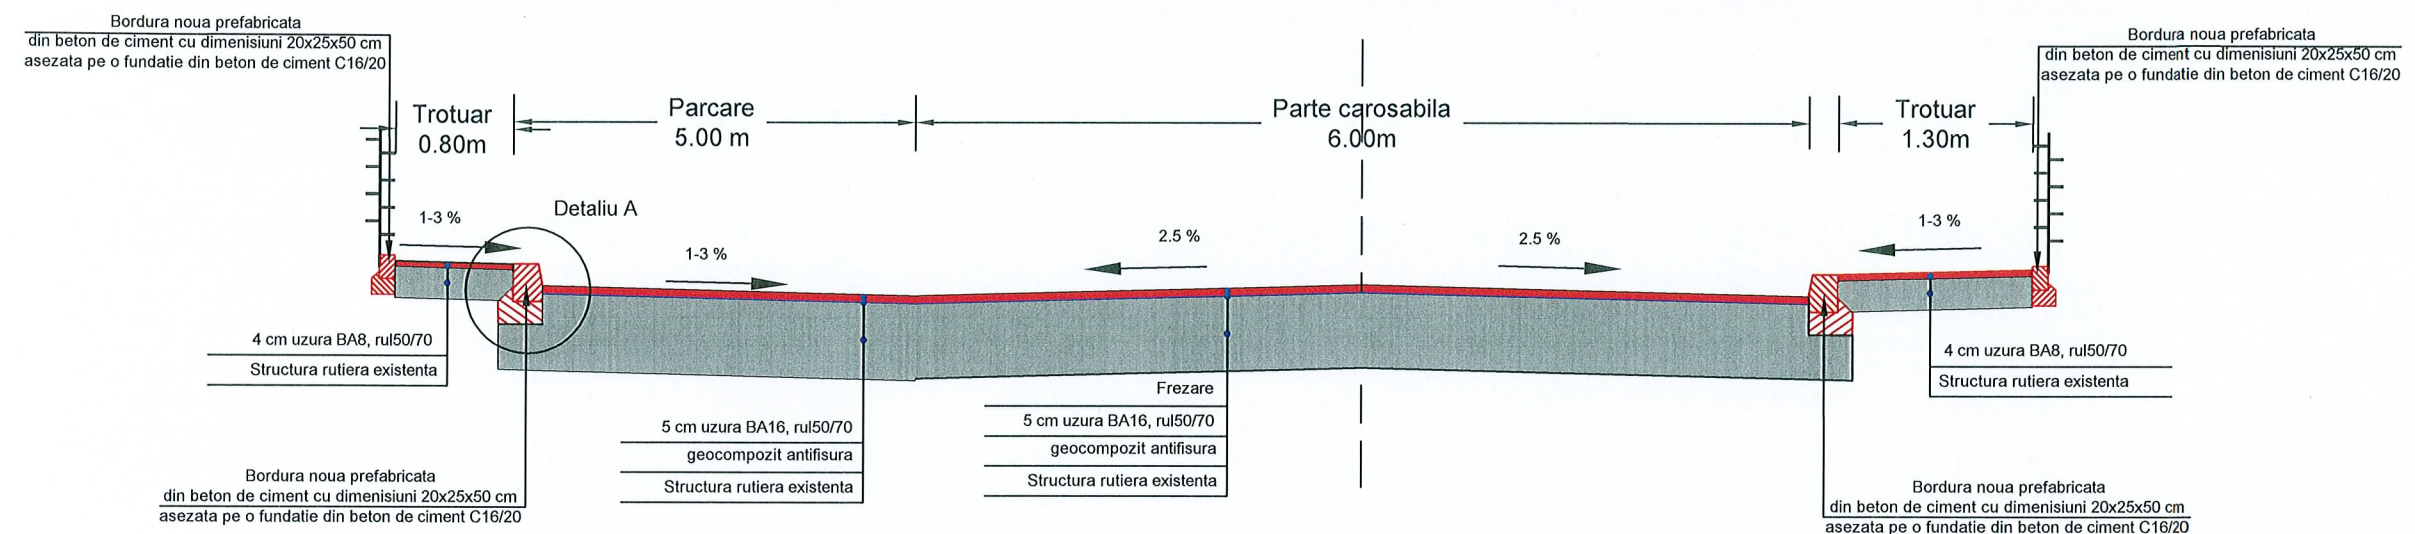 Bordura noua prefabricata
din beton de ciment cu dimenisiuni 20x25x50 cm
asezata pe o fundatie din beton de ciment C16/20
Bordura noua prefabricata
din beton de ciment cu dimenisiuni 20x25x50 cm
asezata pe o fundatie din beton de ciment C16/20
Trotuar
0.80m
Parcare
5.00 m
Parte carosabila
6.00m
Trotuar
1.30m
1-3 %
Detaliu A
1-3 %
2.5 %
2.5 %
1-3 %
4 cm uzura BA8, rul50/70
Structura rutiera existenta
5 cm uzura BA16, rul50/70
geocompozit antifisura
Structura rutiera existenta
Frezare
5 cm uzura BA16, rul50/70
geocompozit antifisura
Structura rutiera existenta
4 cm uzura BA8, rul50/70
Structura rutiera existenta
Bordura noua prefabricata
din beton de ciment cu dimenisiuni 20x25x50 cm
asezata pe o fundatie din beton de ciment C16/20
Bordura noua prefabricata
din beton de ciment cu dimenisiuni 20x25x50 cm
asezata pe o fundatie din beton de ciment C16/20